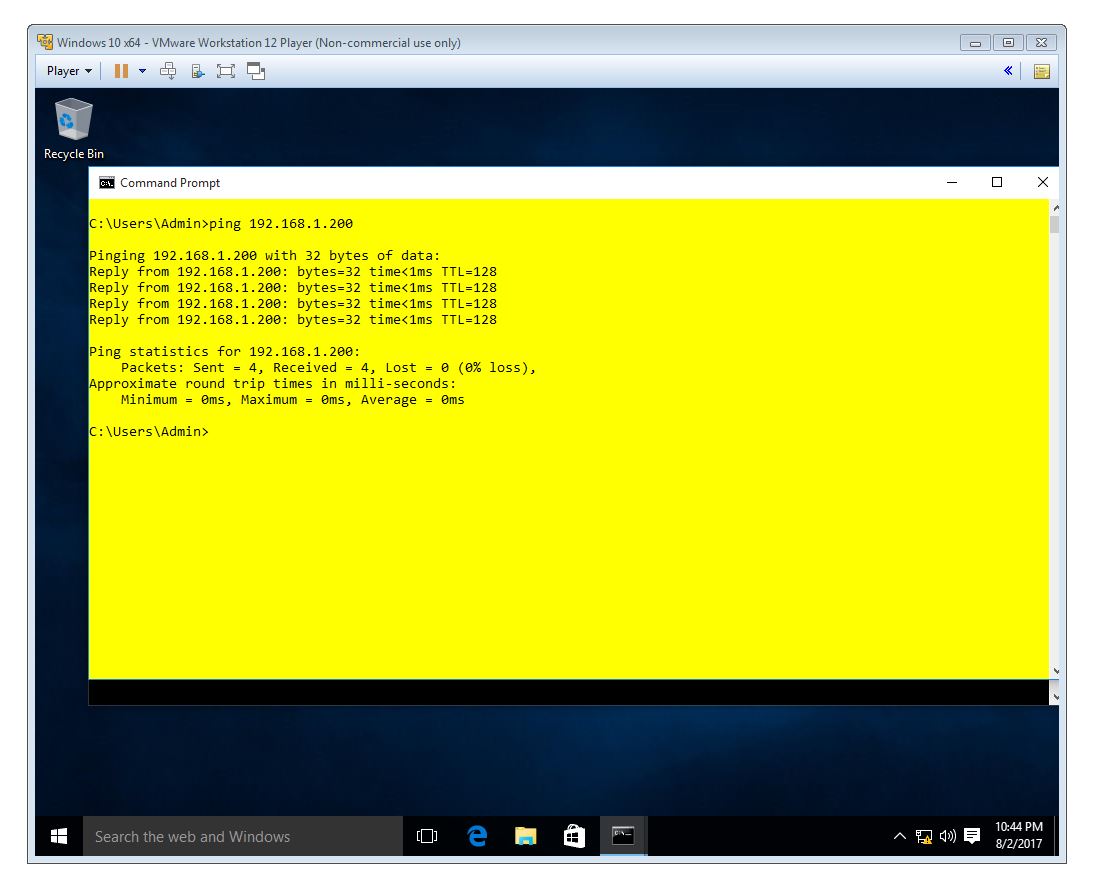 Windows 10 x64 - VMware Workstation 12 Player (Non-commercial use only)
Player
Recycle Bin
Command Prompt
C:\Users\Admin>ping 192.168.1.200
Pinging 192.168.1.200 with 32 bytes of data:
Reply from 192.168.1.200: bytes=32 time<1ms TTL=128
Reply from 192.168.1.200: bytes=32 time<1ms TTL=128
Reply from 192.168.1.200: bytes=32 time<1ms TTL=128
Reply from 192.168.1.200: bytes=32 time<1ms TTL=128
Ping statistics for 192.168.1.200:
Packets: Sent = 4, Received = 4, Lost = 0 (0% loss),
Approximate round trip times in milli-seconds:
Minimum = 0ms, Maximum = 0ms, Average = 0ms
C:\Users\Admin>
Search the web and Windows
10:44 PM
8/2/2017